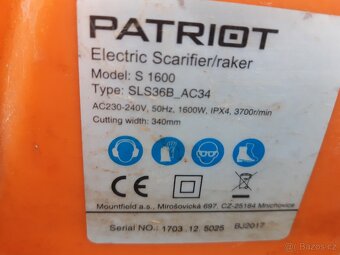 PATRIOT
Electric Scarifier/raker
Model: S 1600
Type: SLS36B_AC34
AC230-240V, 50Hz, 1600W, IPX4, 3700r/min
Cutting width: 340mm
CE
Mountfield a.s., Mirošovická 697, CZ-25164 Mnichovice
Serial NO.: 1703 12 5025 BJ2017